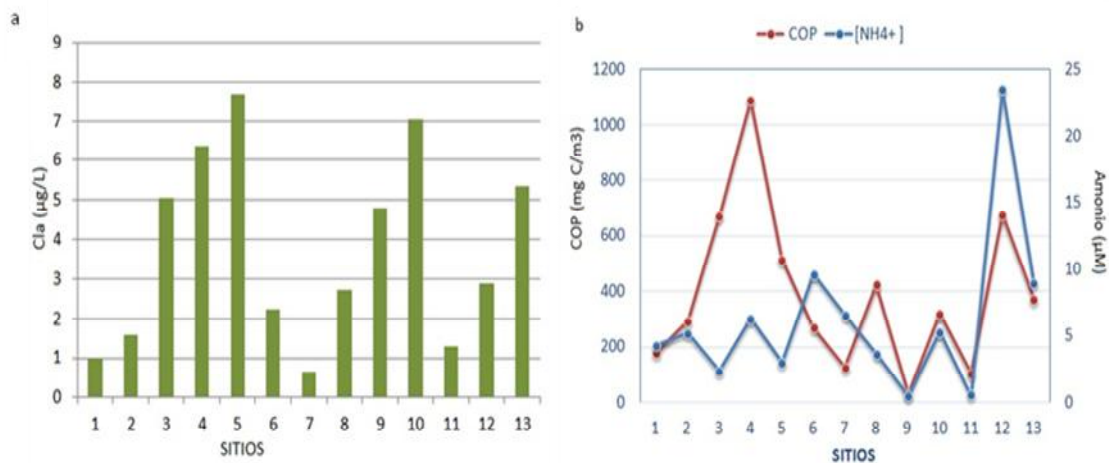 a
9
8
7
6
5
4
3
2
1
0
Cla (µg/L)
1 2 3 4 5 6 7 8 9 10 11 12 13
SITIOS
b
COP [NH4+]
1200
1000
800
600
400
200
0
COP (mg C/m3)
25
20
15
10
5
0
Amonio (µM)
1 2 3 4 5 6 7 8 9 10 11 12 13
SITIOS